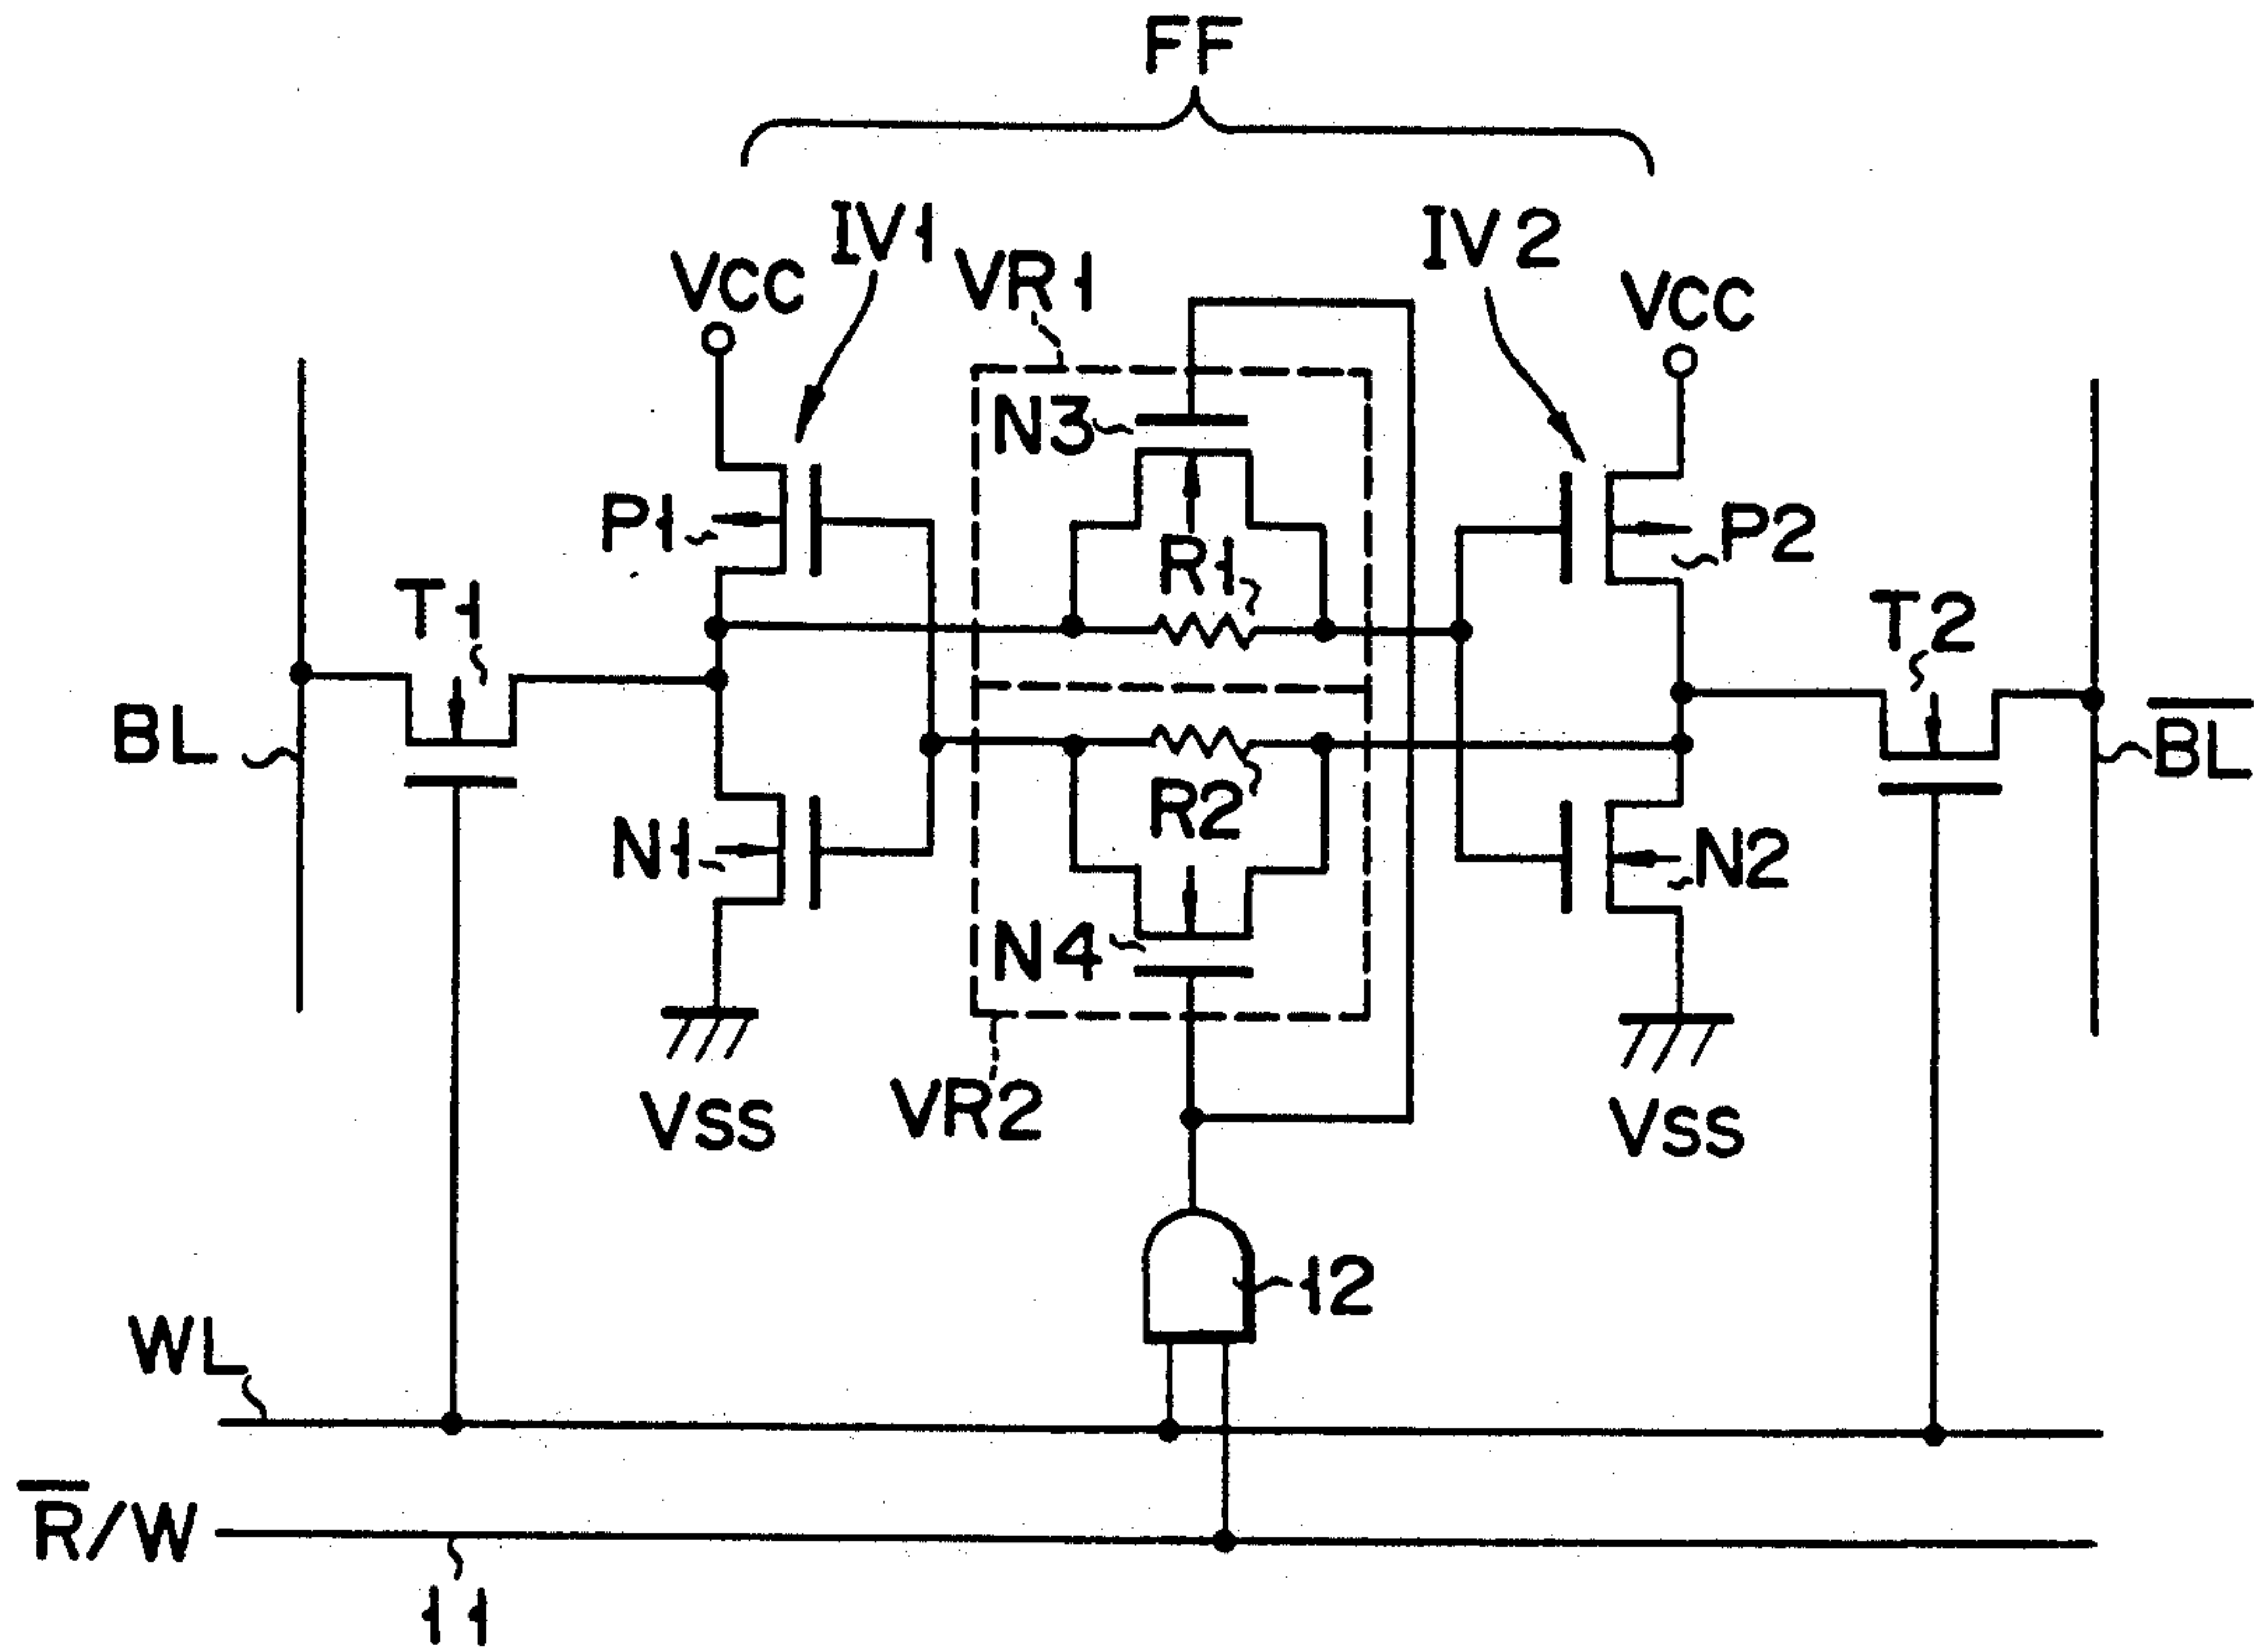 FF
IV1
IV2
VCC
VR1
VCC
N3
P1
P2
R1
T1
T2
BL
B̅L̅
R2
N1
N2
N4
VSS
VR2
VSS
12
WL
R̅/W
11